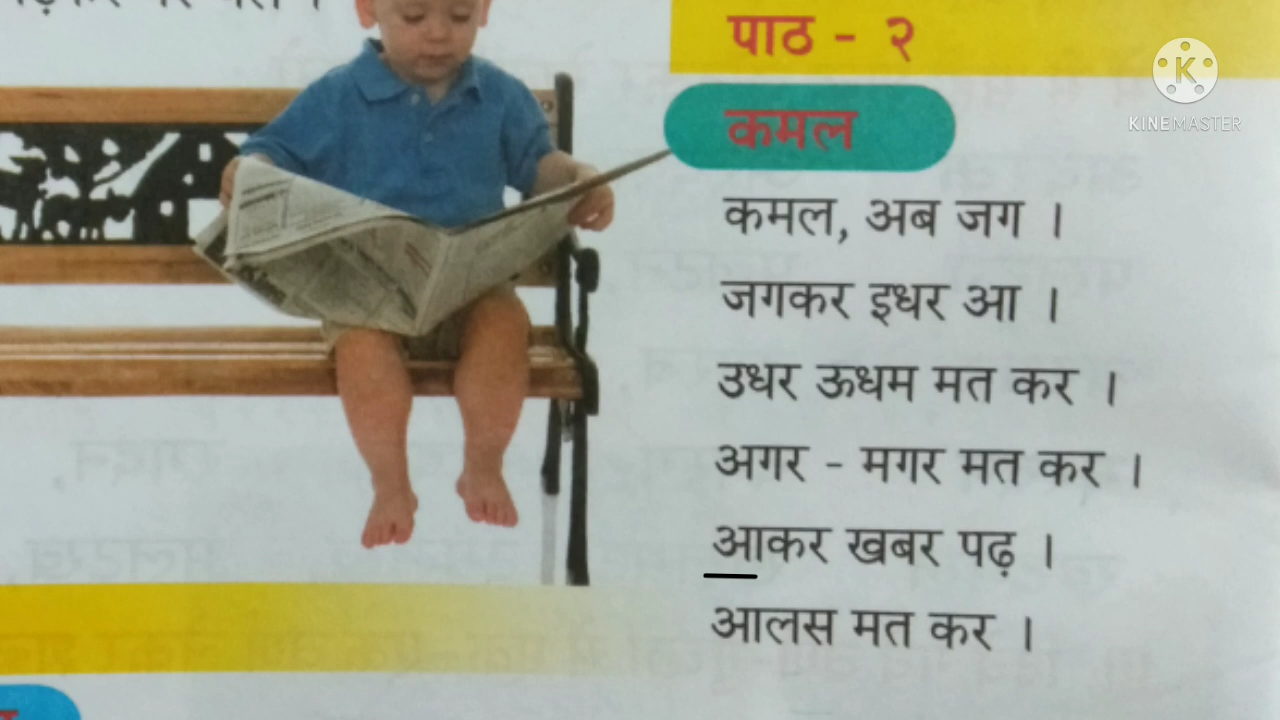 पाठ - २
कमल
कमल, अब जग ।
जगकर इधर आ ।
उधर ऊधम मत कर ।
अगर - मगर मत कर ।
आकर खबर पढ़ ।
आलस मत कर ।
KINEMASTER